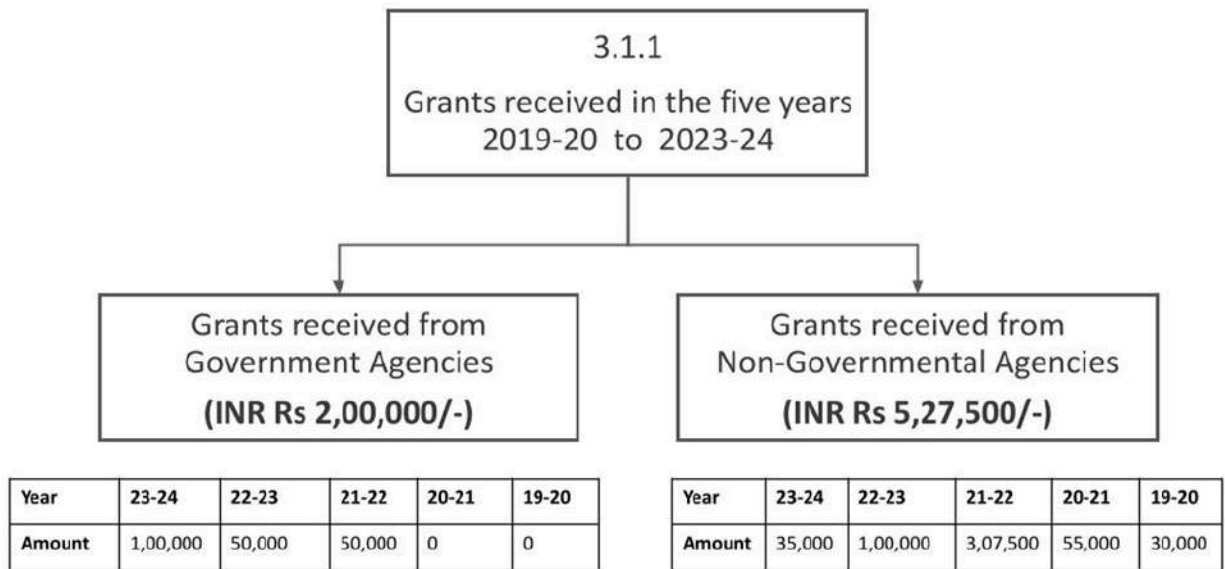 3.1.1
Grants received in the five years
2019-20 to 2023-24
Grants received from
Government Agencies
(INR Rs 2,00,000/-)
Grants received from
Non-Governmental Agencies
(INR Rs 5,27,500/-)
Year 23-24 22-23 21-22 20-21 19-20
Amount 1,00,000 50,000 50,000 0 0
Year 23-24 22-23 21-22 20-21 19-20
Amount 35,000 1,00,000 3,07,500 55,000 30,000